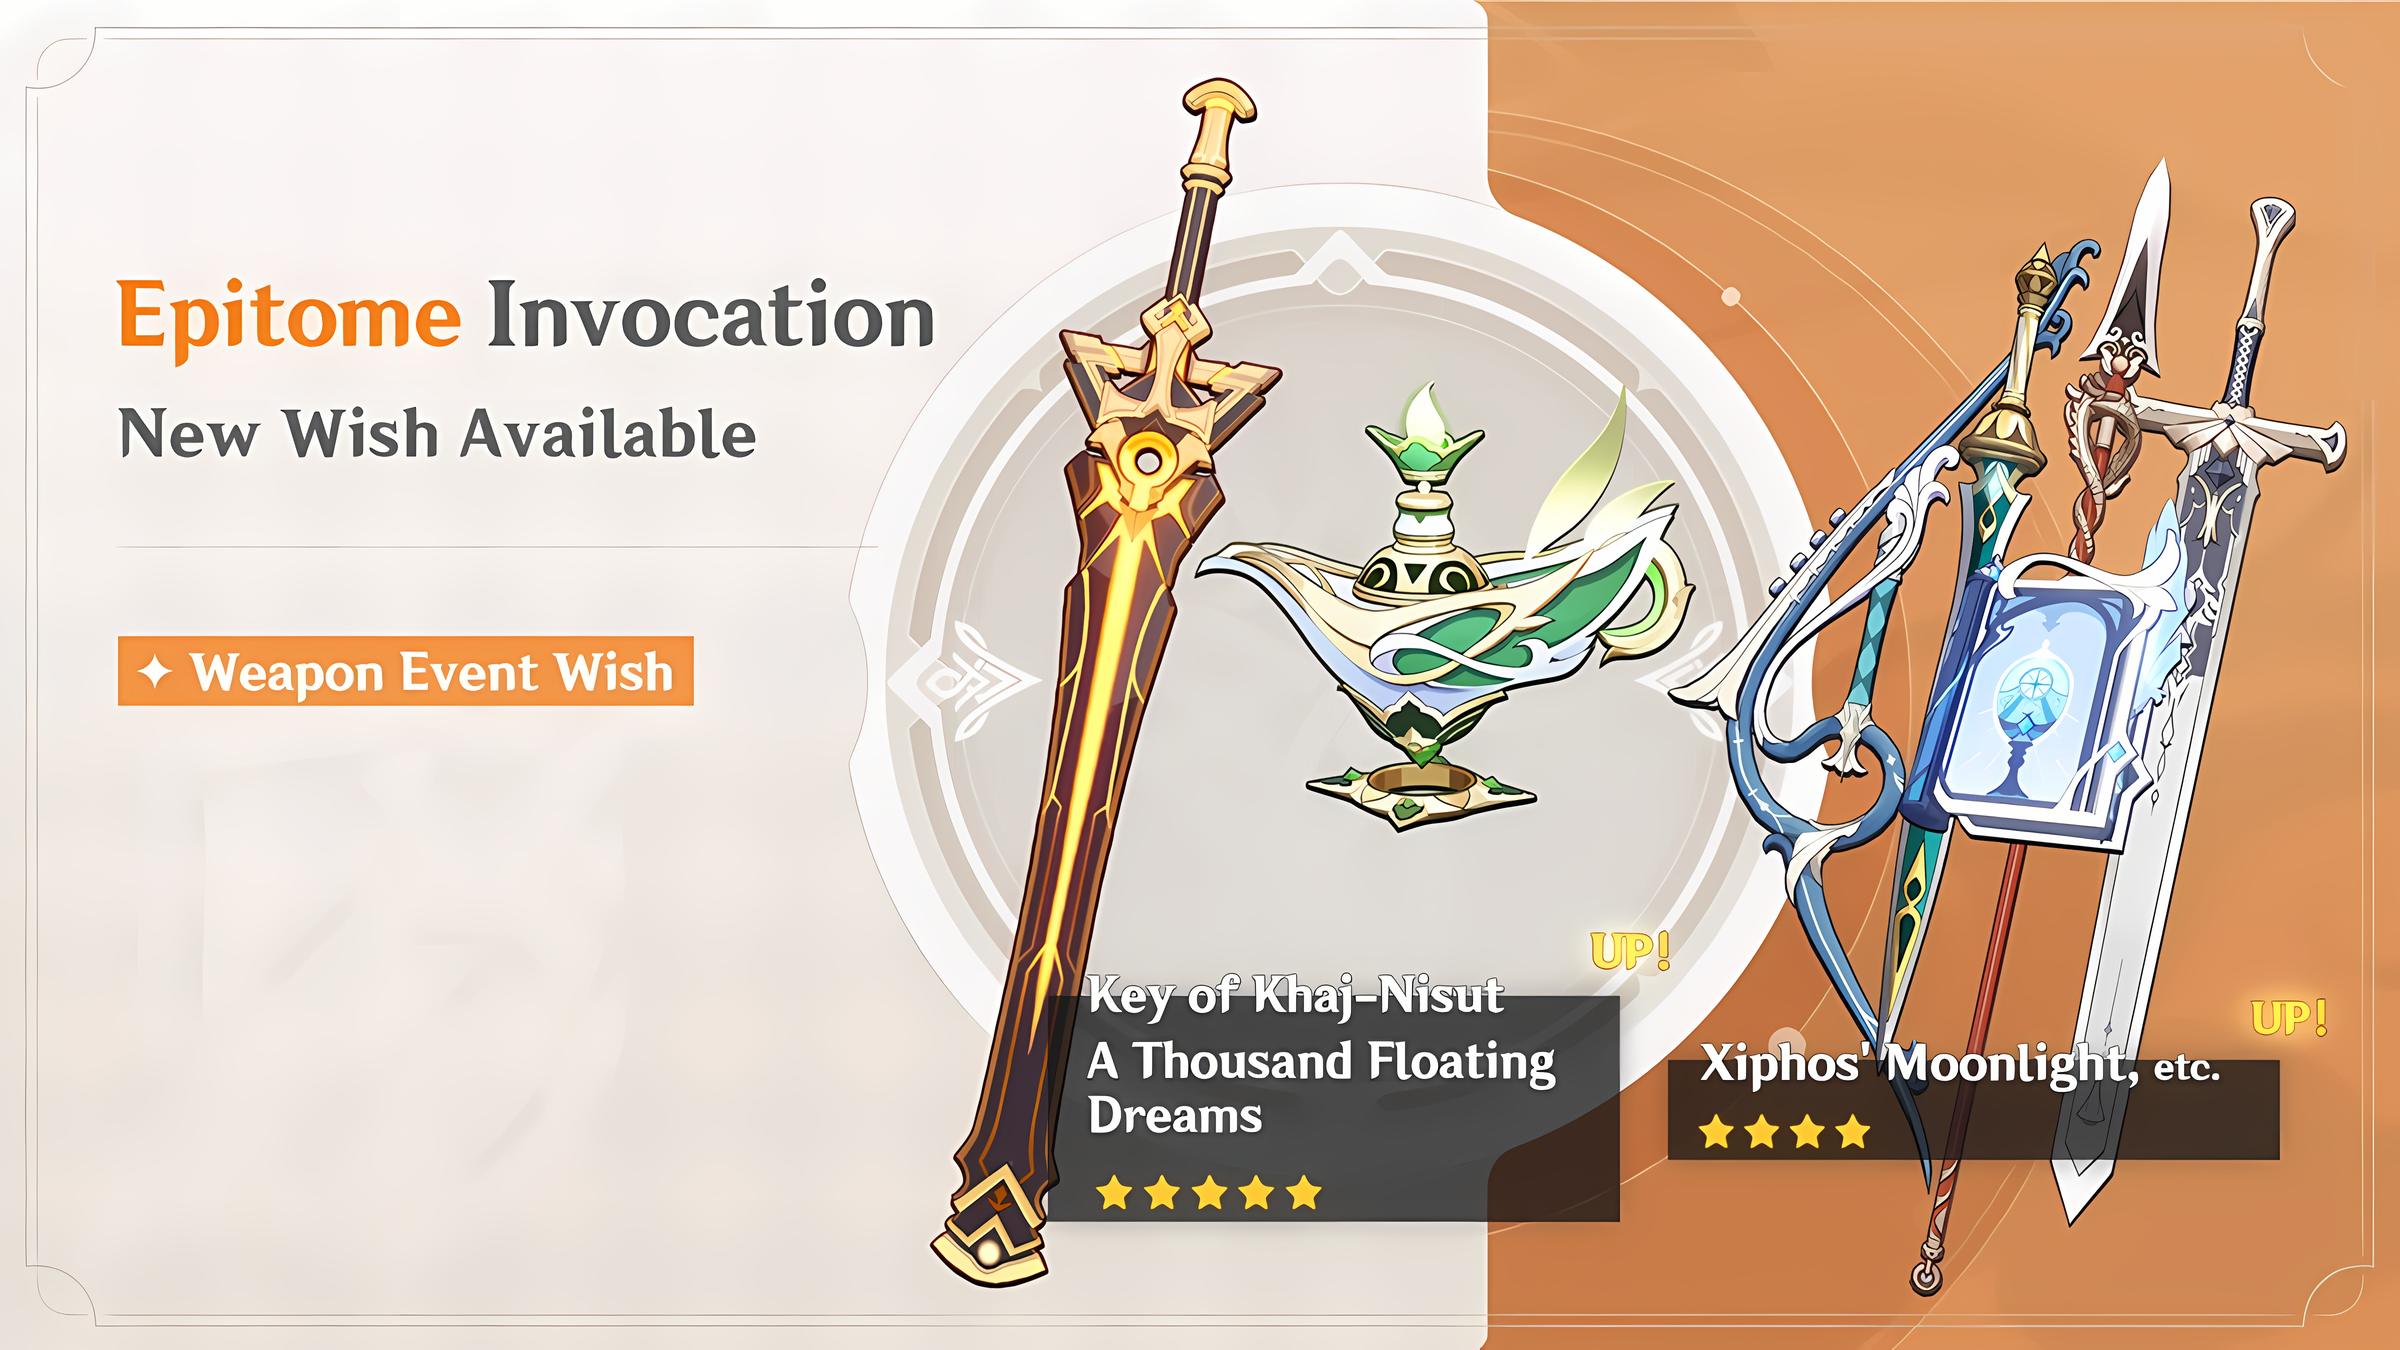 Epitome Invocation
New Wish Available
✦ Weapon Event Wish
UP!
Key of Khaj-Nisut
A Thousand Floating
Dreams
UP!
Xiphos' Moonlight, etc.